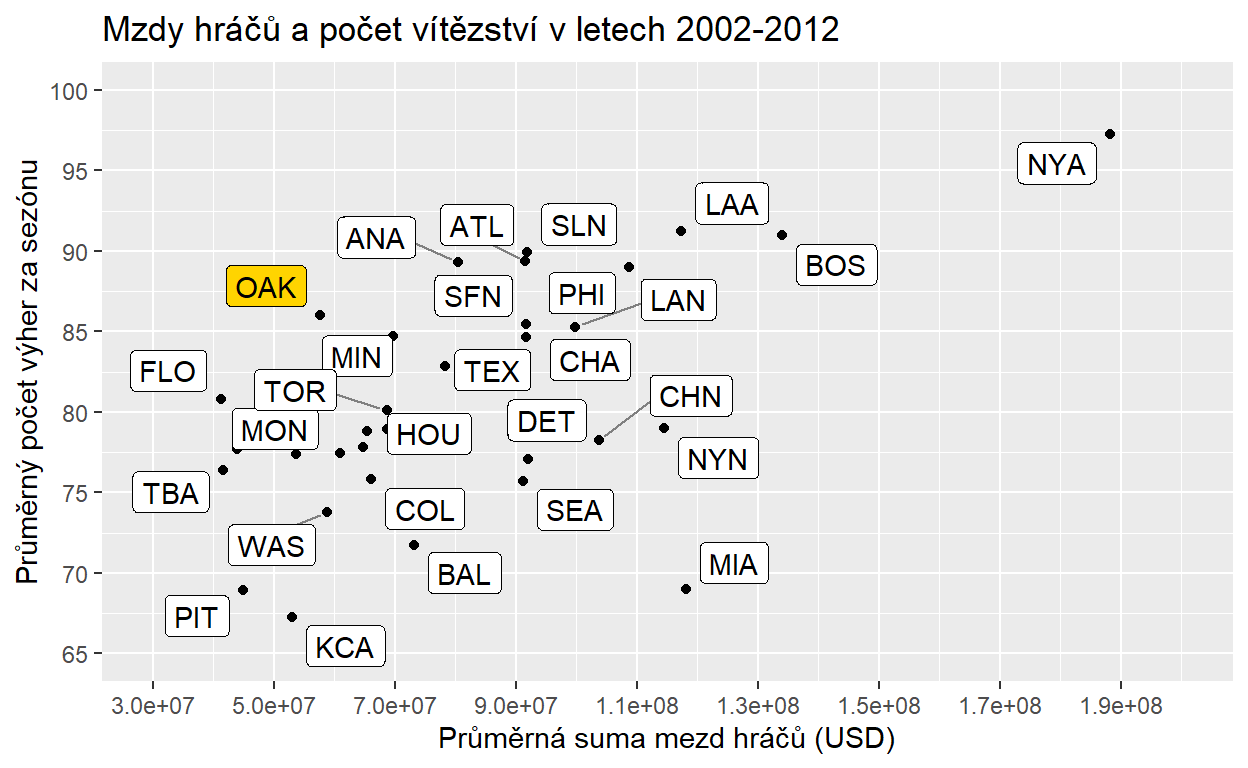 Mzdy hráčů a počet vítězství v letech 2002-2012
Průměrný počet výher za sezónu
100
95
90
85
80
75
70
65
NYA
LAA
BOS
ANA
ATL
SLN
OAK
SFN
PHI
LAN
MIN
TEX
CHA
FLO
TOR
CHN
MON
HOU
DET
NYN
TBA
COL
SEA
WAS
BAL
MIA
PIT
KCA
3.0e+07 5.0e+07 7.0e+07 9.0e+07 1.1e+08 1.3e+08 1.5e+08 1.7e+08 1.9e+08
Průměrná suma mezd hráčů (USD)